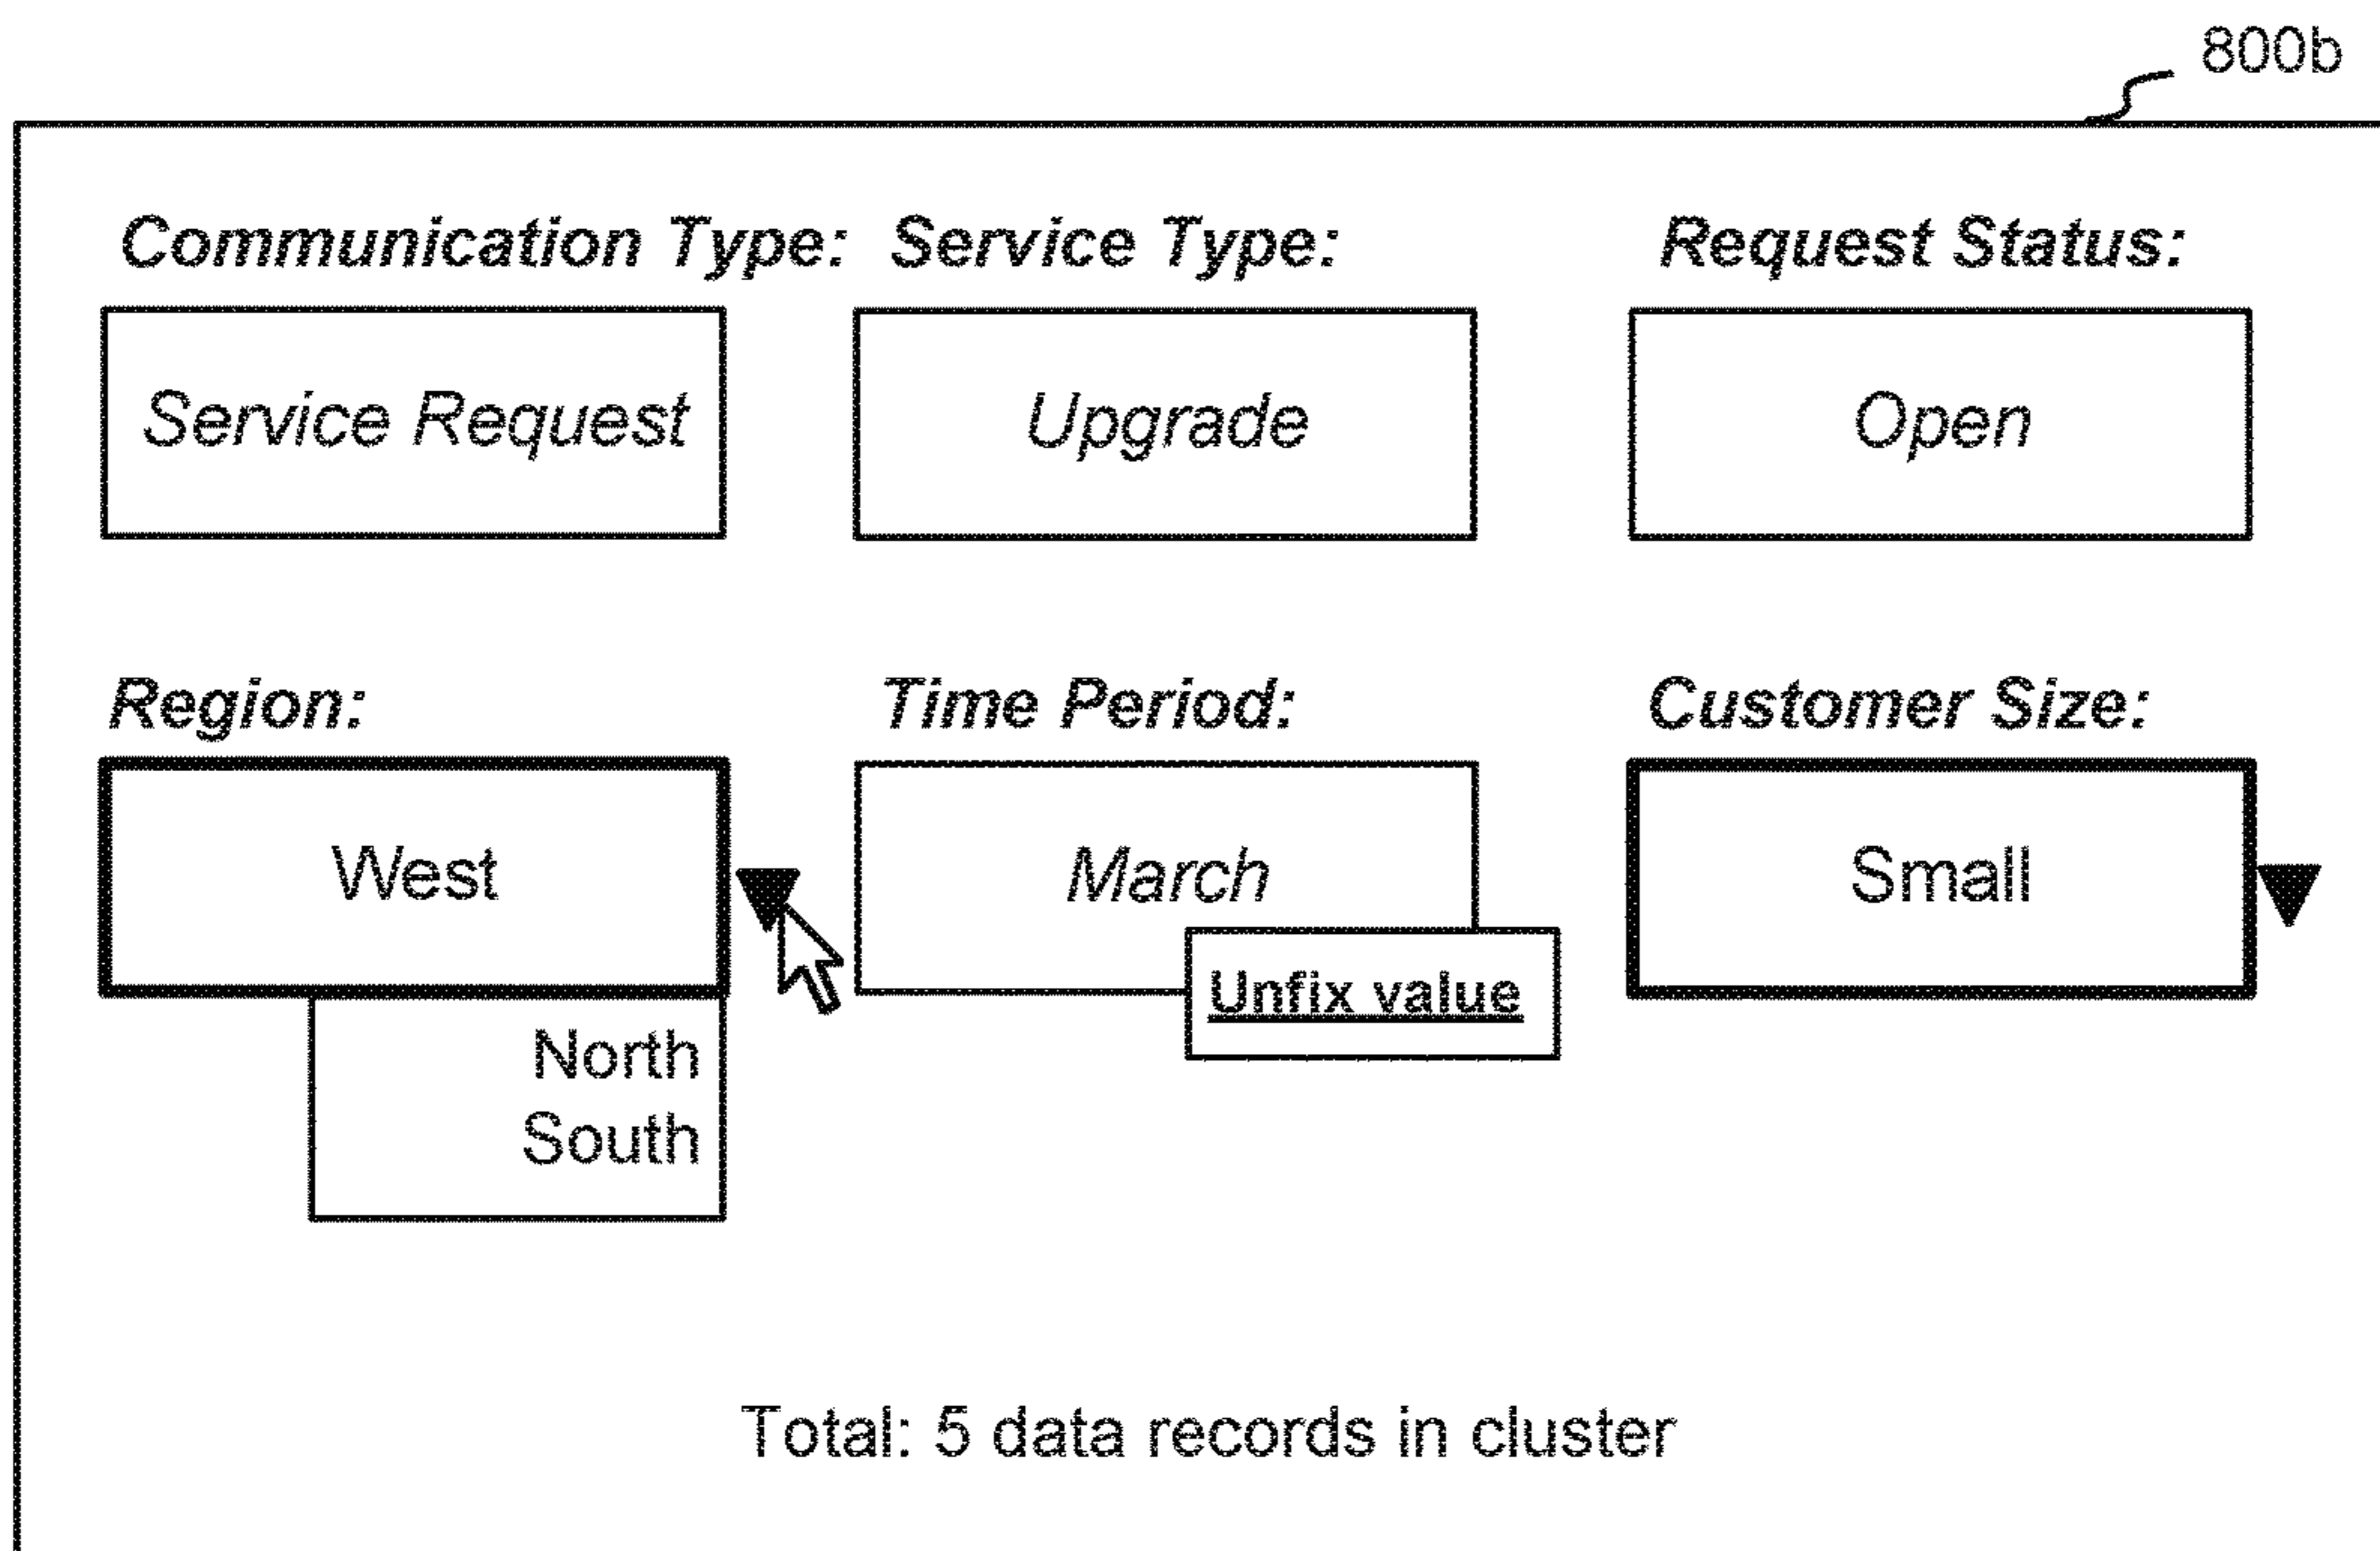 800b
Communication Type: Service Type: Request Status:
Service Request Upgrade Open
Region: Time Period: Customer Size:
West March Small
Unfix value
North
South
Total: 5 data records in cluster